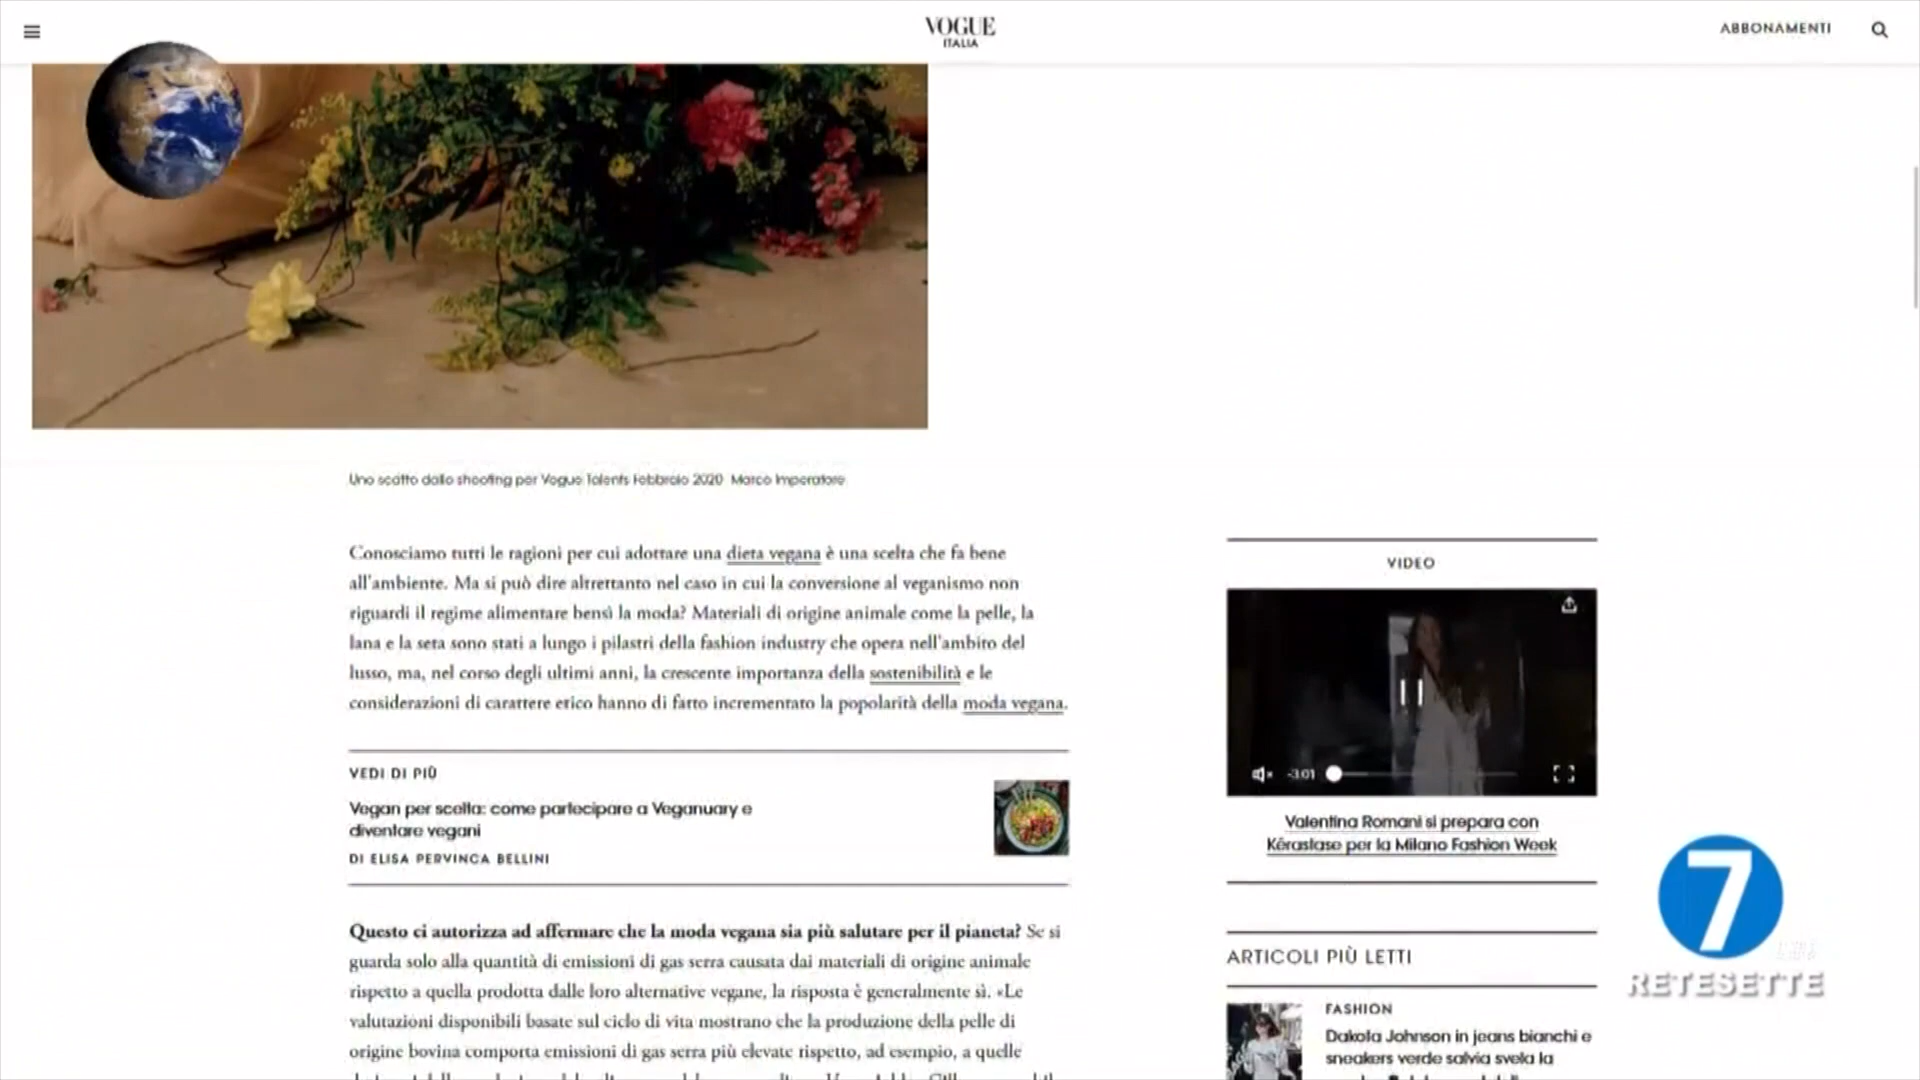 VOGUE
ITALIA
ABBONAMENTI
Uno scatto dallo shooting per Vogue Talents Febbraio 2020 Marco Imperatore
Conosciamo tutti le ragioni per cui adottare una dieta vegana è una scelta che fa bene
all'ambiente. Ma si può dire altrettanto nel caso in cui la conversione al veganismo non
riguardi il regime alimentare bensì la moda? Materiali di origine animale come la pelle, la
lana e la seta sono stati a lungo i pilastri della fashion industry che opera nell'ambito del
lusso, ma, nel corso degli ultimi anni, la crescente importanza della sostenibilità e le
considerazioni di carattere etico hanno di fatto incrementato la popolarità della moda vegana.
VEDI DI PIÙ
Vegan per scelta: come partecipare a Veganuary e
diventare vegani
DI ELISA PERVINCA BELLINI
Questo ci autorizza ad affermare che la moda vegana sia più salutare per il pianeta? Se si
guarda solo alla quantità di emissioni di gas serra causata dai materiali di origine animale
rispetto a quella prodotta dalle loro alternative vegane, la risposta è generalmente sì. «Le
valutazioni disponibili basate sul ciclo di vita mostrano che la produzione della pelle di
origine bovina comporta emissioni di gas serra più elevate rispetto, ad esempio, a quelle
VIDEO
-3:01
Valentina Romani si prepara con
Kérastase per la Milano Fashion Week
ARTICOLI PIÙ LETTI
FASHION
Dakota Johnson in jeans bianchi e
sneakers verde salvia svela la
7
RETESETTE